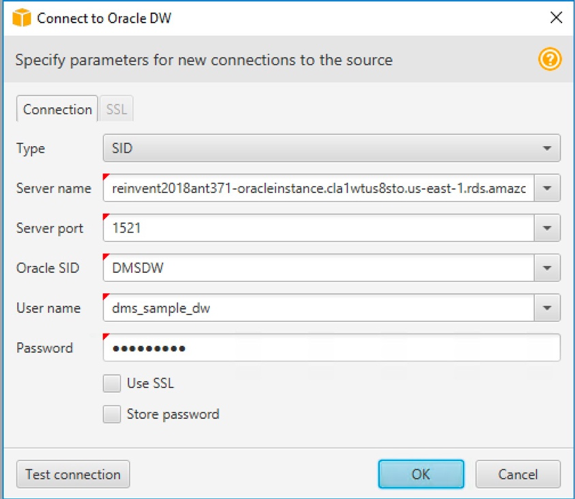 Connect to Oracle DW
Specify parameters for new connections to the source
?
Connection SSL
Type SID
Server name reinvent2018ant371-oracleinstance.cla1wtus8sto.us-east-1.rds.amazc
Server port 1521
Oracle SID DMSDW
User name dms_sample_dw
Password •••••••••
Use SSL
Store password
Test connection OK Cancel